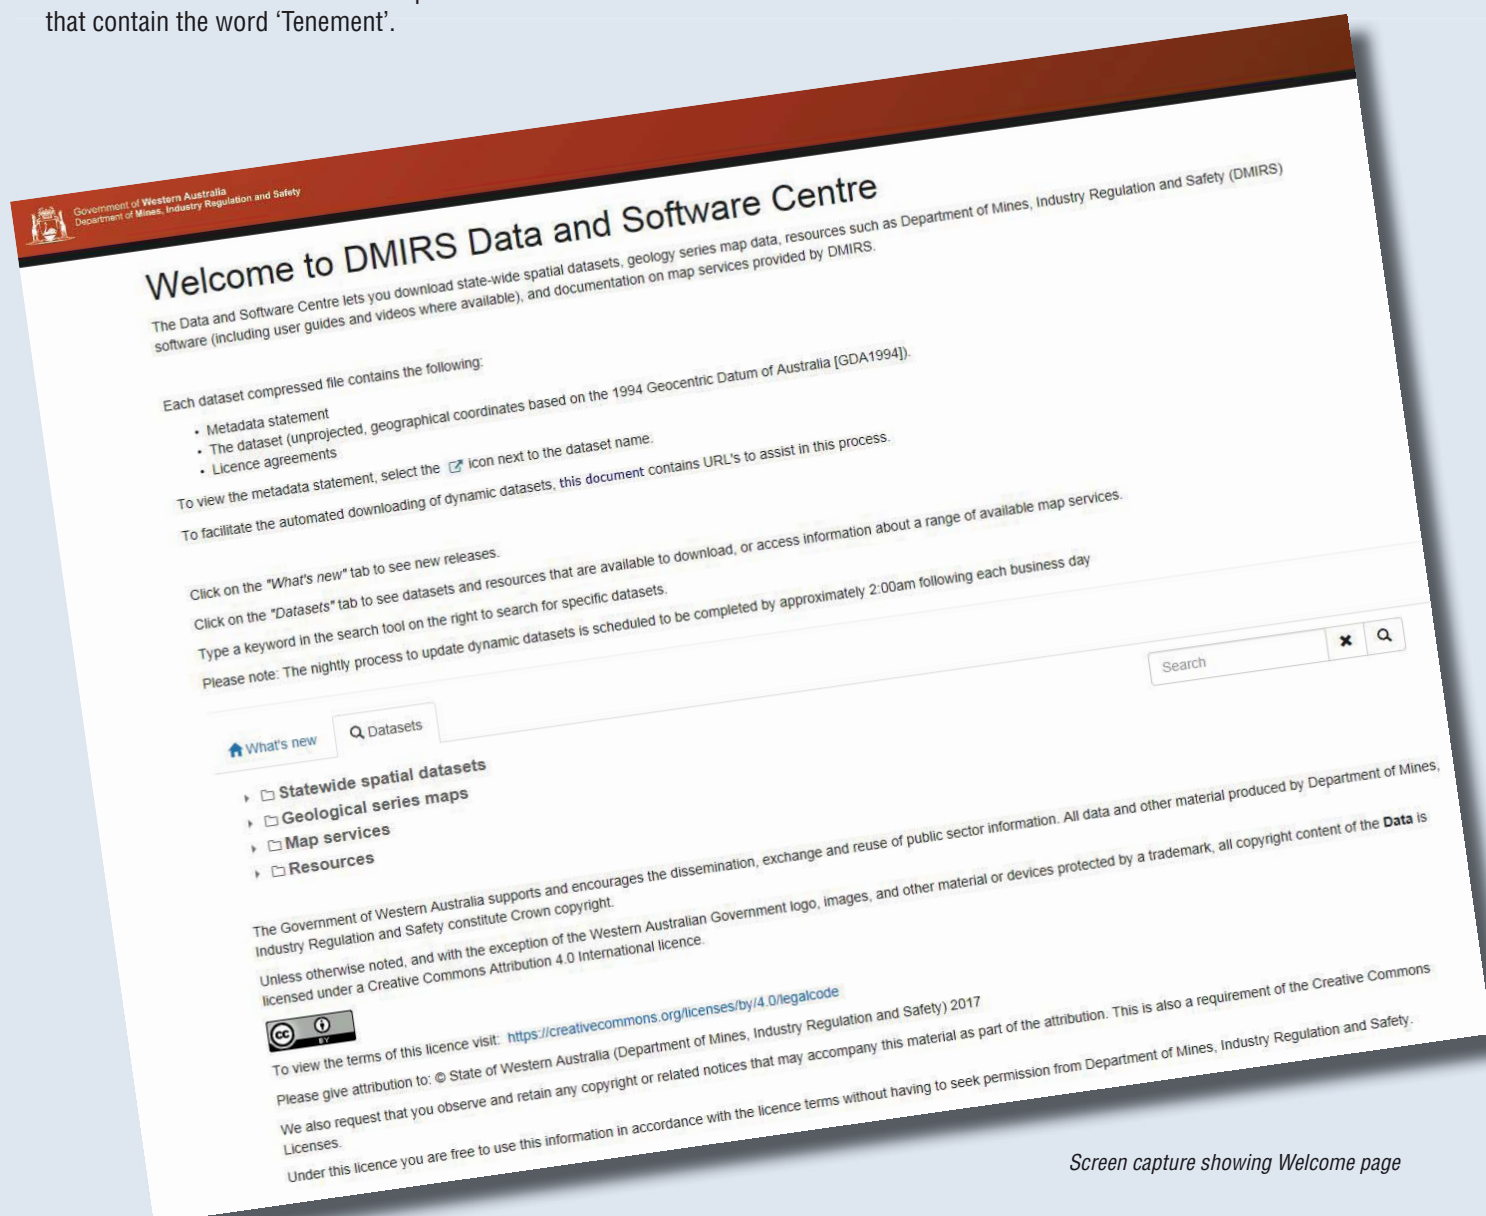 that contain the word ‘Tenement’.
Government of Western Australia
Department of Mines, Industry Regulation and Safety
Welcome to DMIRS Data and Software Centre
The Data and Software Centre lets you download state-wide spatial datasets, geology series map data, resources such as Department of Mines, Industry Regulation and Safety (DMIRS)
software (including user guides and videos where available), and documentation on map services provided by DMIRS.
Each dataset compressed file contains the following:
• Metadata statement
• The dataset (unprojected, geographical coordinates based on the 1994 Geocentric Datum of Australia [GDA1994]).
• Licence agreements
To view the metadata statement, select the icon next to the dataset name.
To facilitate the automated downloading of dynamic datasets, this document contains URL's to assist in this process.
Click on the "What's new" tab to see new releases.
Click on the "Datasets" tab to see datasets and resources that are available to download, or access information about a range of available map services.
Type a keyword in the search tool on the right to search for specific datasets.
Please note: The nightly process to update dynamic datasets is scheduled to be completed by approximately 2:00am following each business day
Search
What's new
Datasets
Statewide spatial datasets
Geological series maps
Map services
Resources
The Government of Western Australia supports and encourages the dissemination, exchange and reuse of public sector information. All data and other material produced by Department of Mines,
Industry Regulation and Safety constitute Crown copyright.
Unless otherwise noted, and with the exception of the Western Australian Government logo, images, and other material or devices protected by a trademark, all copyright content of the Data is
licensed under a Creative Commons Attribution 4.0 International licence.
cc
BY
To view the terms of this licence visit: https://creativecommons.org/licenses/by/4.0/legalcode
Please give attribution to: © State of Western Australia (Department of Mines, Industry Regulation and Safety) 2017
We also request that you observe and retain any copyright or related notices that may accompany this material as part of the attribution. This is also a requirement of the Creative Commons
Licenses.
Under this licence you are free to use this information in accordance with the licence terms without having to seek permission from Department of Mines, Industry Regulation and Safety.
Screen capture showing Welcome page